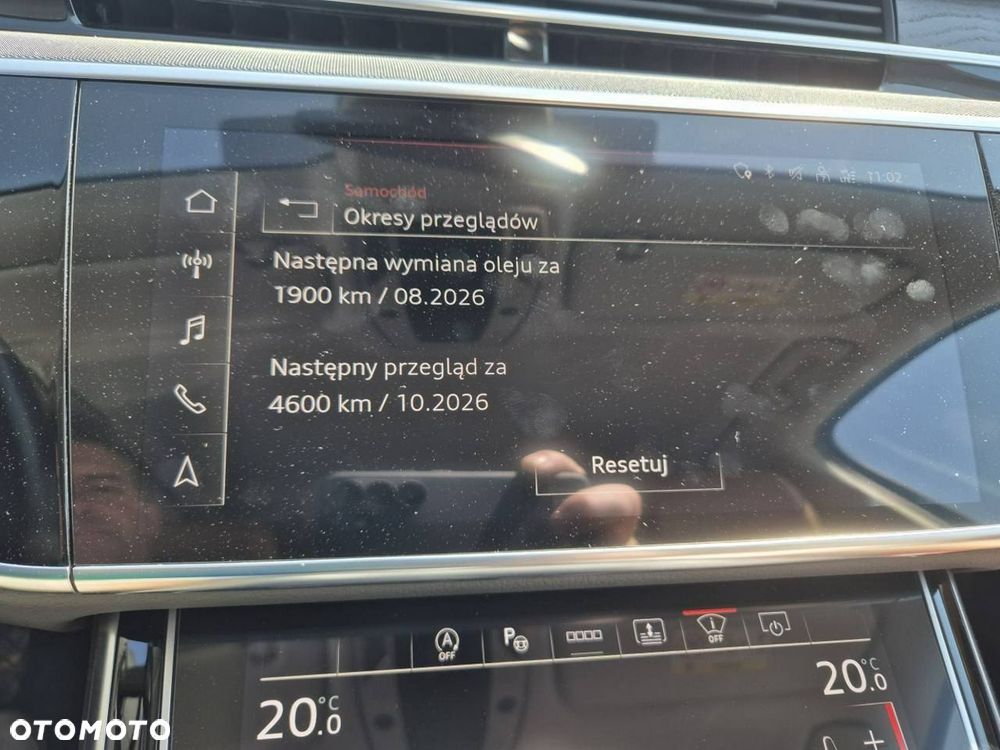 11:02
Samochód
Okresy przeglądów
Następna wymiana oleju za
1900 km / 08.2026
Następny przegląd za
4600 km / 10.2026
Resetuj
A
OFF
P
OFF
20.0 °C
20.0 °C
OTOMOTO